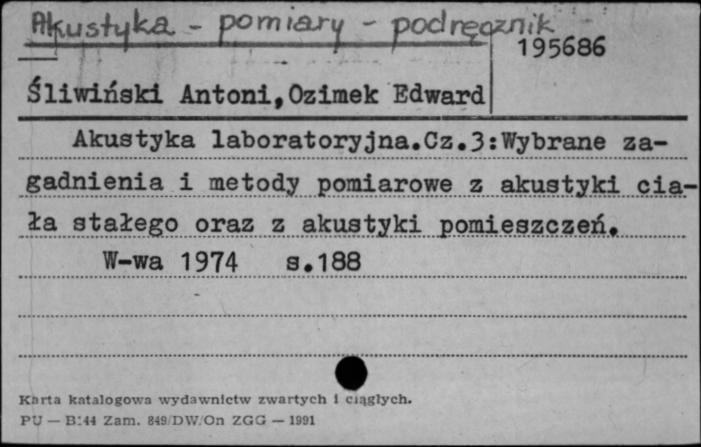 Akustyka - pomiary - podręcznik
195686
Śliwiński Antoni,Ozimek Edward
Akustyka laboratoryjna.Cz.3:Wybrane za-
gadnienia i metody pomiarowe z akustyki cia-
ła stałego oraz z akustyki pomieszczeń.
W-wa 1974 s.188
Karta katalogowa wydawnictw zwartych i ciągłych.
PU — B:44 Zam. 849/DW/On ZGG — 1991